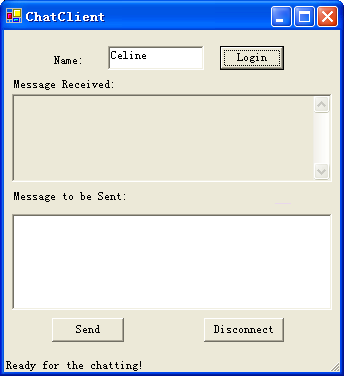 ChatClient
Name: Celine Login
Message Received:
Message to be Sent:
Send Disconnect
Ready for the chatting!